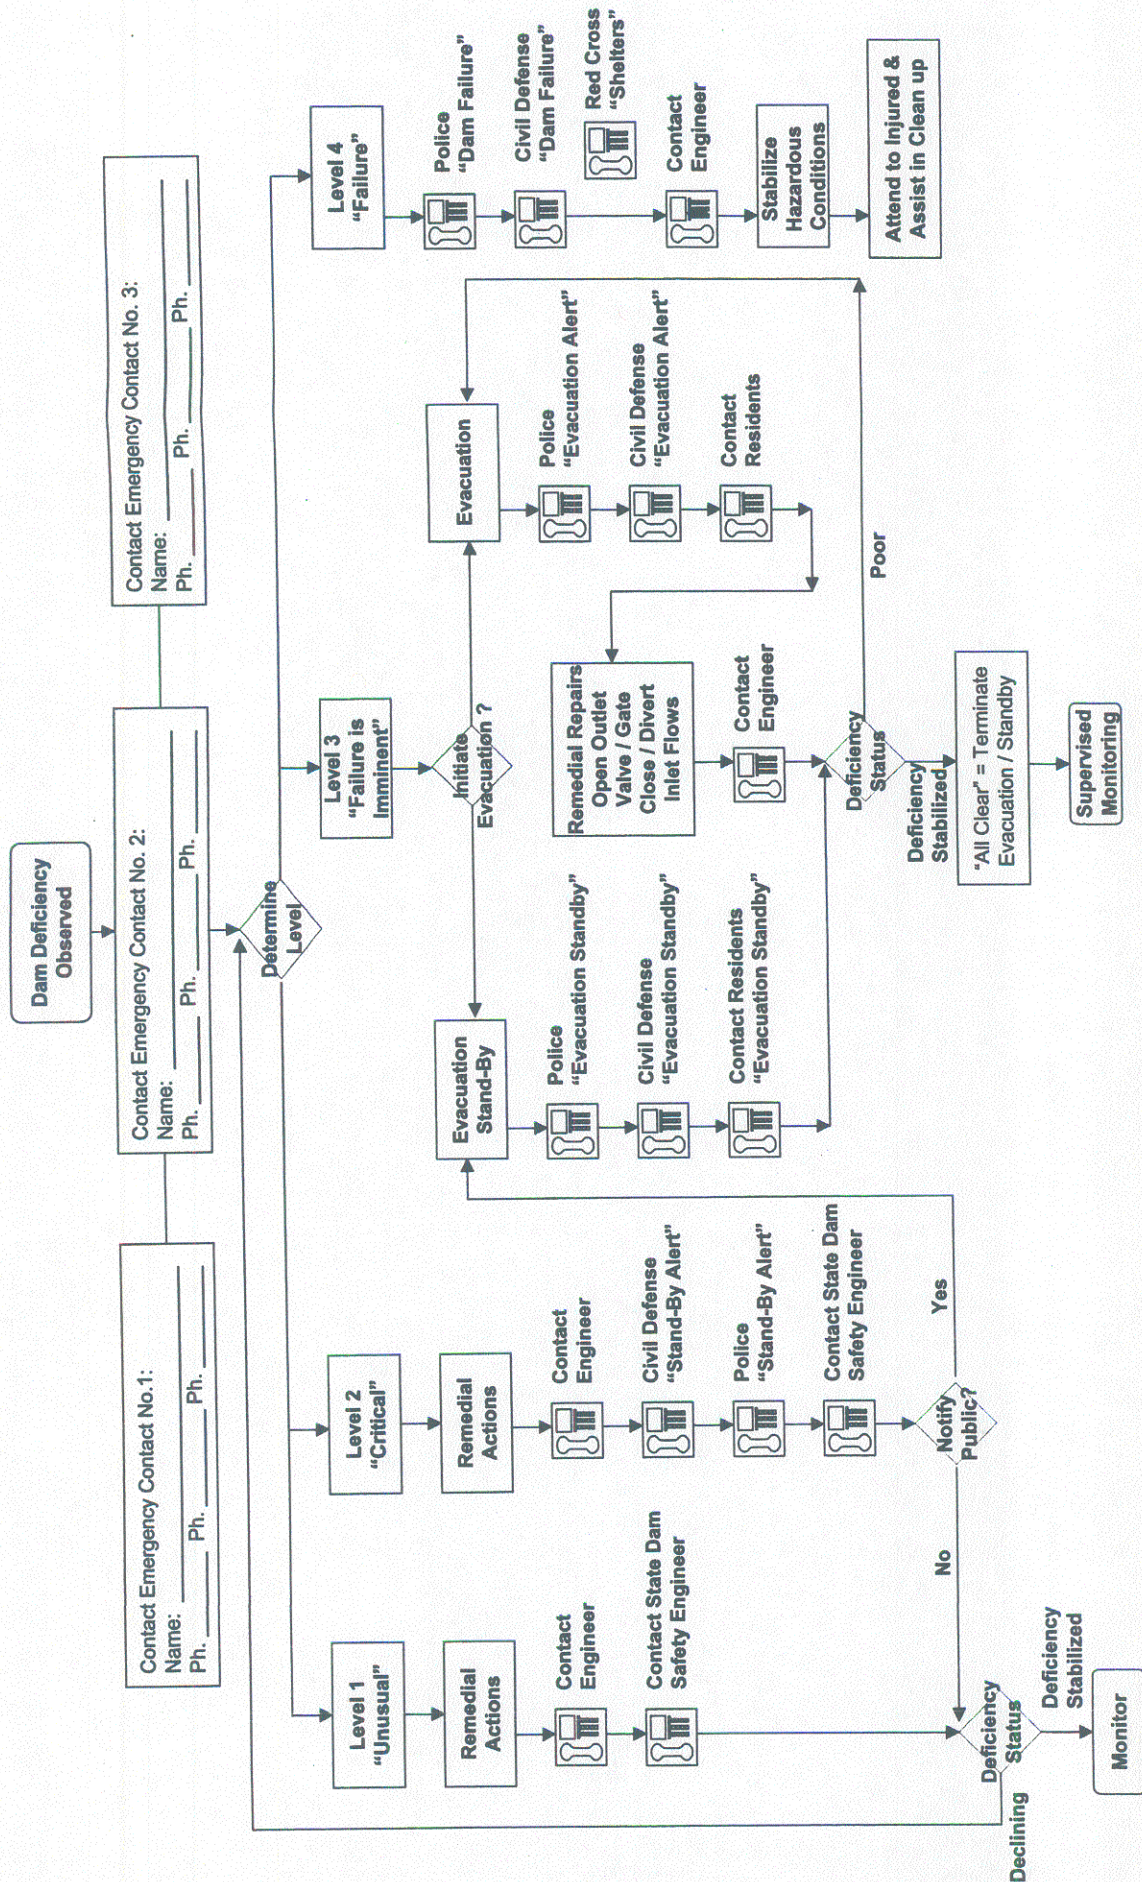 Dam Deficiency
Observed
Contact Emergency Contact No.1:
Name:
Ph. Ph. Ph.
Contact Emergency Contact No. 2:
Name:
Ph. Ph. Ph.
Contact Emergency Contact No. 3:
Name:
Ph. Ph. Ph.
Determine
Level
Level 1
“Unusual”
Remedial
Actions
Contact
Engineer
Contact State Dam
Safety Engineer
Deficiency
Status
Declining
Deficiency
Stabilized
Monitor
Level 2
“Critical”
Remedial
Actions
Contact
Engineer
Civil Defense
“Stand-By Alert”
Police
“Stand-By Alert”
Contact State Dam
Safety Engineer
Notify
Public?
No
Yes
Level 3
“Failure is
Imminent”
Initiate
Evacuation ?
Evacuation
Stand-By
Police
“Evacuation Standby”
Civil Defense
“Evacuation Standby”
Contact Residents
“Evacuation Standby”
Evacuation
Police
“Evacuation Alert”
Civil Defense
“Evacuation Alert”
Contact
Residents
Remedial Repairs
Open Outlet
Valve / Gate
Close / Divert
Inlet Flows
Contact
Engineer
Deficiency
Status
Poor
Deficiency
Stabilized
“All Clear” = Terminate
Evacuation / Standby
Supervised
Monitoring
Level 4
“Failure”
Police
“Dam Failure”
Civil Defense
“Dam Failure”
Red Cross
“Shelters”
Contact
Engineer
Stabilize
Hazardous
Conditions
Attend to Injured &
Assist in Clean up